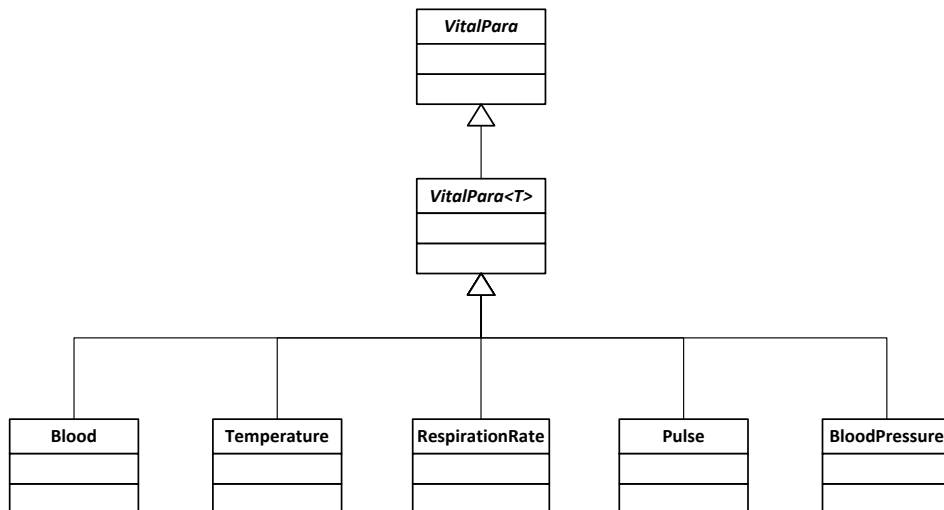 VitalPara
VitalPara<T>
Blood
Temperature
RespirationRate
Pulse
BloodPressure